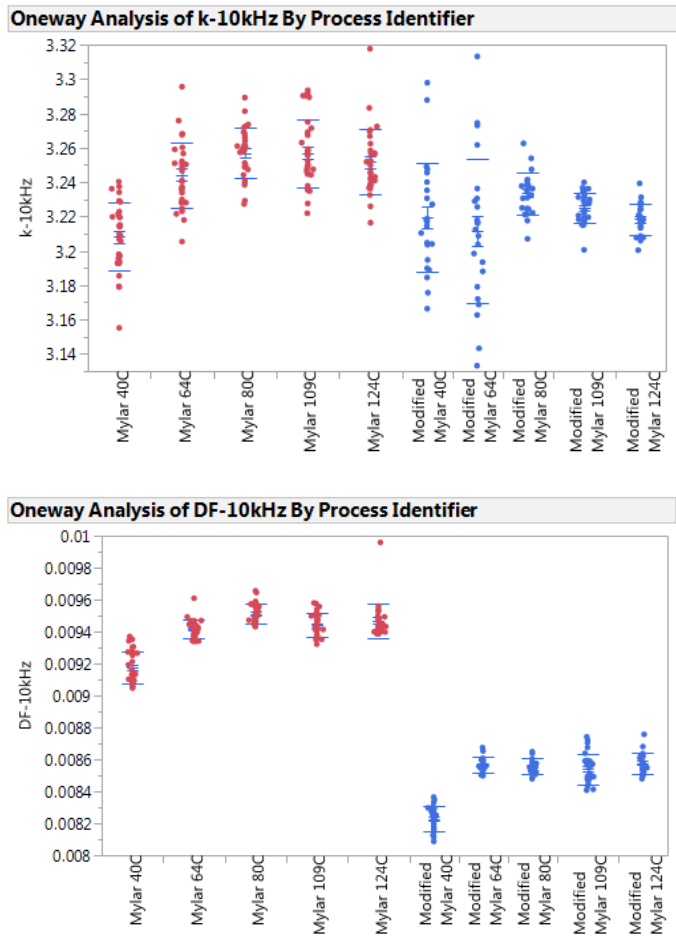 Oneway Analysis of k-10kHz By Process Identifier
3.32
3.3
3.28
3.26
3.24
3.22
3.2
3.18
3.16
3.14
k-10kHz
Mylar 40C
Mylar 64C
Mylar 80C
Mylar 109C
Mylar 124C
Modified
Mylar 40C
Modified
Mylar 64C
Modified
Mylar 80C
Modified
Mylar 109C
Modified
Mylar 124C
Oneway Analysis of DF-10kHz By Process Identifier
0.01
0.0098
0.0096
0.0094
0.0092
0.009
0.0088
0.0086
0.0084
0.0082
0.008
DF-10kHz
Mylar 40C
Mylar 64C
Mylar 80C
Mylar 109C
Mylar 124C
Modified
Mylar 40C
Modified
Mylar 64C
Modified
Mylar 80C
Modified
Mylar 109C
Modified
Mylar 124C